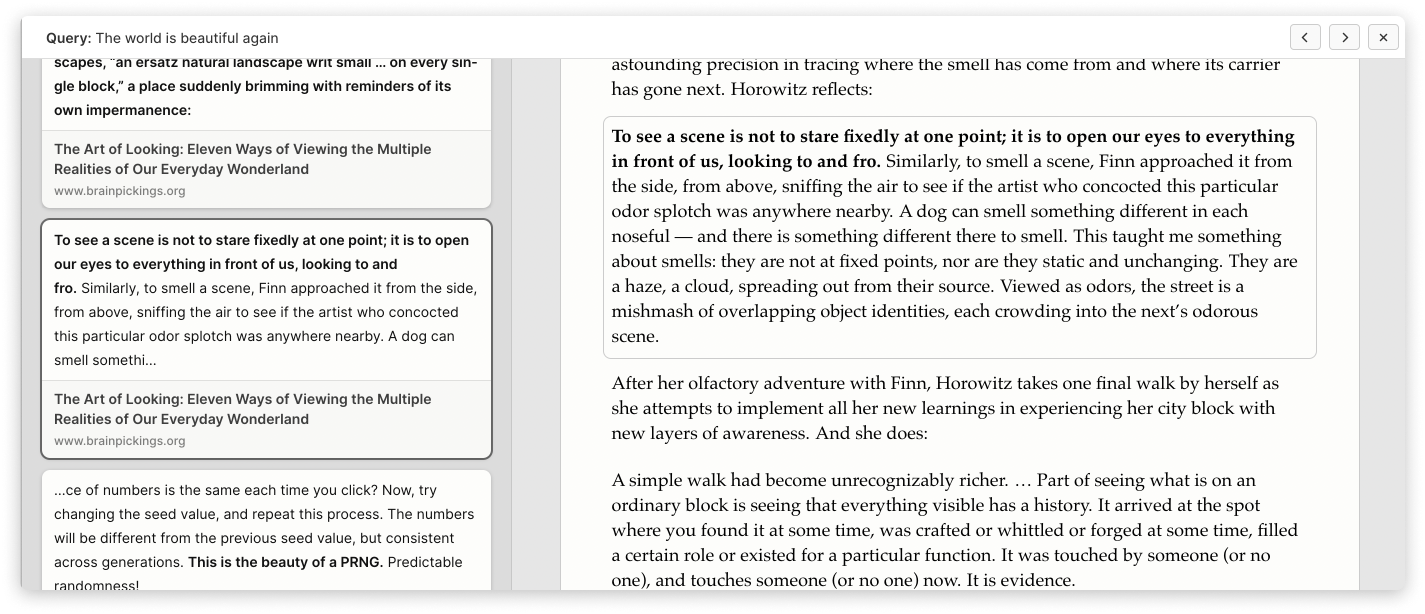 Query: The world is beautiful again
scapes, “an ersatz natural landscape writ small … on every sin-
gle block,” a place suddenly brimming with reminders of its
own impermanence:
The Art of Looking: Eleven Ways of Viewing the Multiple
Realities of Our Everyday Wonderland
www.brainpickings.org
To see a scene is not to stare fixedly at one point; it is to open
our eyes to everything in front of us, looking to and
fro. Similarly, to smell a scene, Finn approached it from the side,
from above, sniffing the air to see if the artist who concocted
this particular odor splotch was anywhere nearby. A dog can
smell somethi...
The Art of Looking: Eleven Ways of Viewing the Multiple
Realities of Our Everyday Wonderland
www.brainpickings.org
...ce of numbers is the same each time you click? Now, try
changing the seed value, and repeat this process. The numbers
will be different from the previous seed value, but consistent
across generations. This is the beauty of a PRNG. Predictable
randomness!
astounding precision in tracing where the smell has come from and where its carrier
has gone next. Horowitz reflects:
To see a scene is not to stare fixedly at one point; it is to open our eyes to everything
in front of us, looking to and fro. Similarly, to smell a scene, Finn approached it from
the side, from above, sniffing the air to see if the artist who concocted this particular
odor splotch was anywhere nearby. A dog can smell something different in each
noseful — and there is something different there to smell. This taught me something
about smells: they are not at fixed points, nor are they static and unchanging. They are
a haze, a cloud, spreading out from their source. Viewed as odors, the street is a
mishmash of overlapping object identities, each crowding into the next’s odorous
scene.
After her olfactory adventure with Finn, Horowitz takes one final walk by herself as
she attempts to implement all her new learnings in experiencing her city block with
new layers of awareness. And she does:
A simple walk had become unrecognizably richer. … Part of seeing what is on an
ordinary block is seeing that everything visible has a history. It arrived at the spot
where you found it at some time, was crafted or whittled or forged at some time, filled
a certain role or existed for a particular function. It was touched by someone (or no
one), and touches someone (or no one) now. It is evidence.